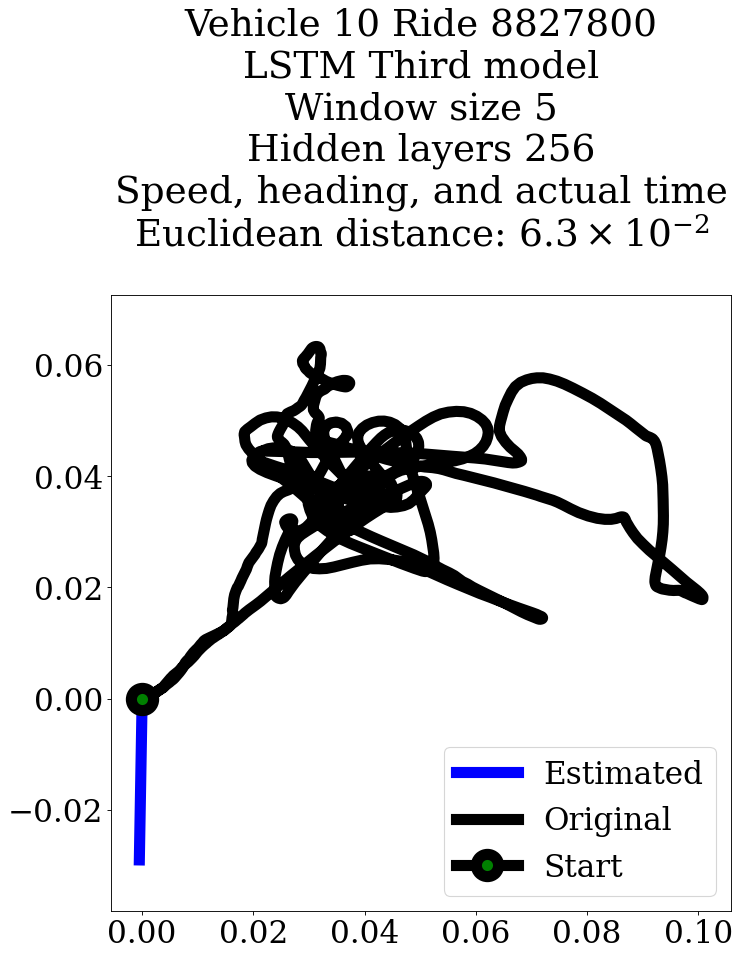 Vehicle 10 Ride 8827800
LSTM Third model
Window size 5
Hidden layers 256
Speed, heading, and actual time
Euclidean distance: 6.3 × 10⁻²
0.06
0.04
0.02
0.00
−0.02
Estimated
Original
Start
0.00 0.02 0.04 0.06 0.08 0.10